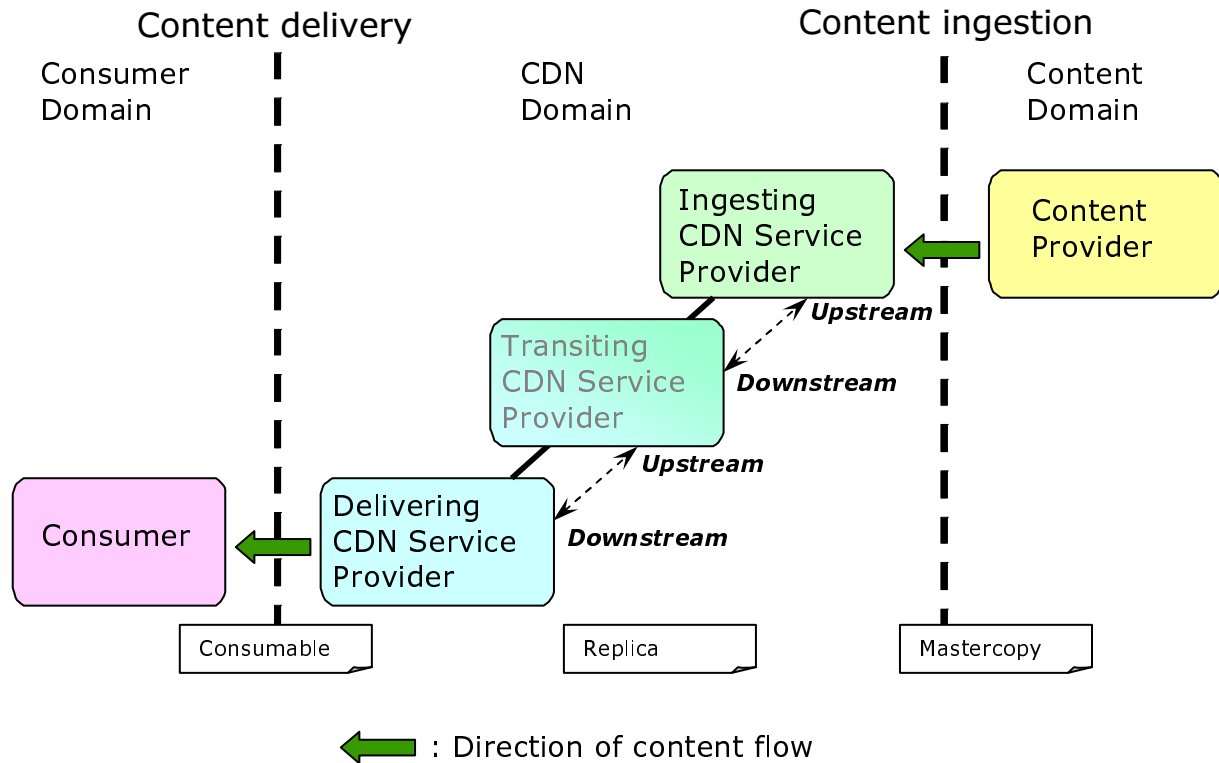 Content delivery
Content ingestion
Consumer
Domain
CDN
Domain
Content
Domain
Ingesting
CDN Service
Provider
Content
Provider
Upstream
Transiting
CDN Service
Provider
Downstream
Upstream
Delivering
CDN Service
Provider
Consumer
Downstream
Consumable
Replica
Mastercopy
: Direction of content flow